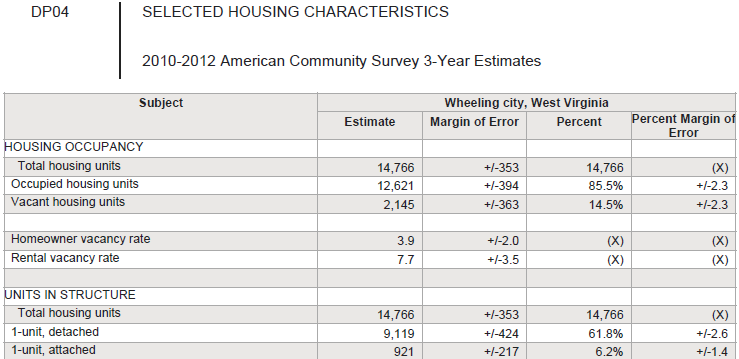 DP04 SELECTED HOUSING CHARACTERISTICS
2010-2012 American Community Survey 3-Year Estimates
Subject Wheeling city, West Virginia
Estimate Margin of Error Percent Percent Margin of
Error
HOUSING OCCUPANCY
Total housing units 14,766 +/-353 14,766 (X)
Occupied housing units 12,621 +/-394 85.5% +/-2.3
Vacant housing units 2,145 +/-363 14.5% +/-2.3
Homeowner vacancy rate 3.9 +/-2.0 (X) (X)
Rental vacancy rate 7.7 +/-3.5 (X) (X)
UNITS IN STRUCTURE
Total housing units 14,766 +/-353 14,766 (X)
1-unit, detached 9,119 +/-424 61.8% +/-2.6
1-unit, attached 921 +/-217 6.2% +/-1.4